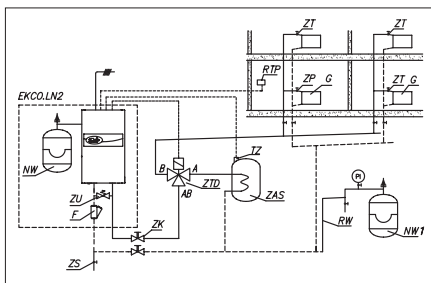 ZT
ZT
RTP
ZP G
ZT G
EKCO.LN2
NW
B
A
AB
ZTD
TZ
ZAS
ZU
F
ZK
ZS
PI
RW
NW1